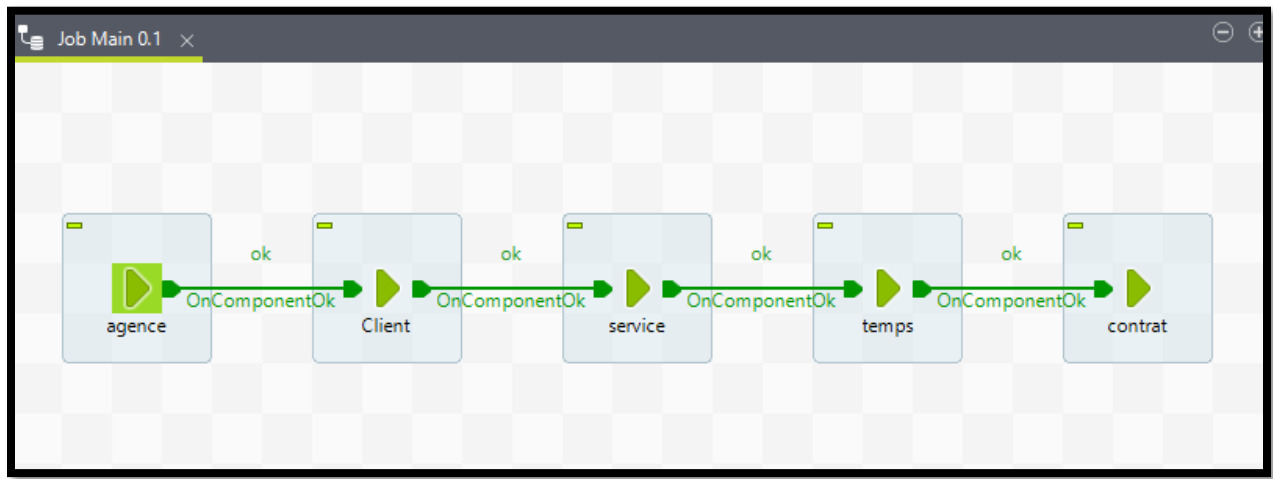 Job Main 0.1
ok
ok
ok
ok
OnComponentOk
OnComponentOk
OnComponentOk
OnComponentOk
agence
Client
service
temps
contrat